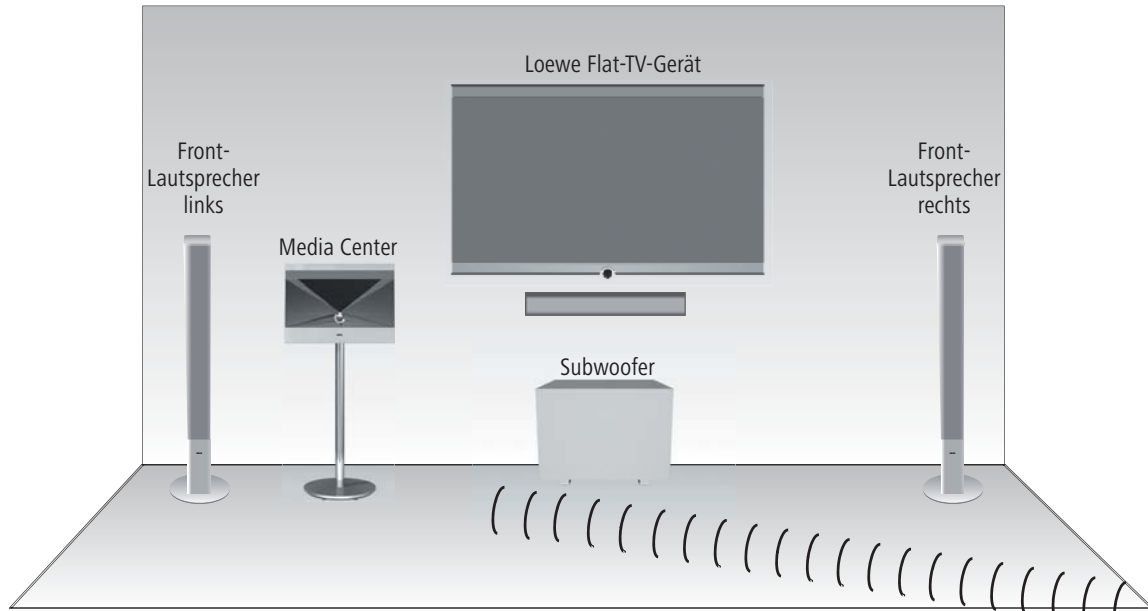 Loewe Flat-TV-Gerät
Front-
Lautsprecher
links
Front-
Lautsprecher
rechts
Media Center
Subwoofer